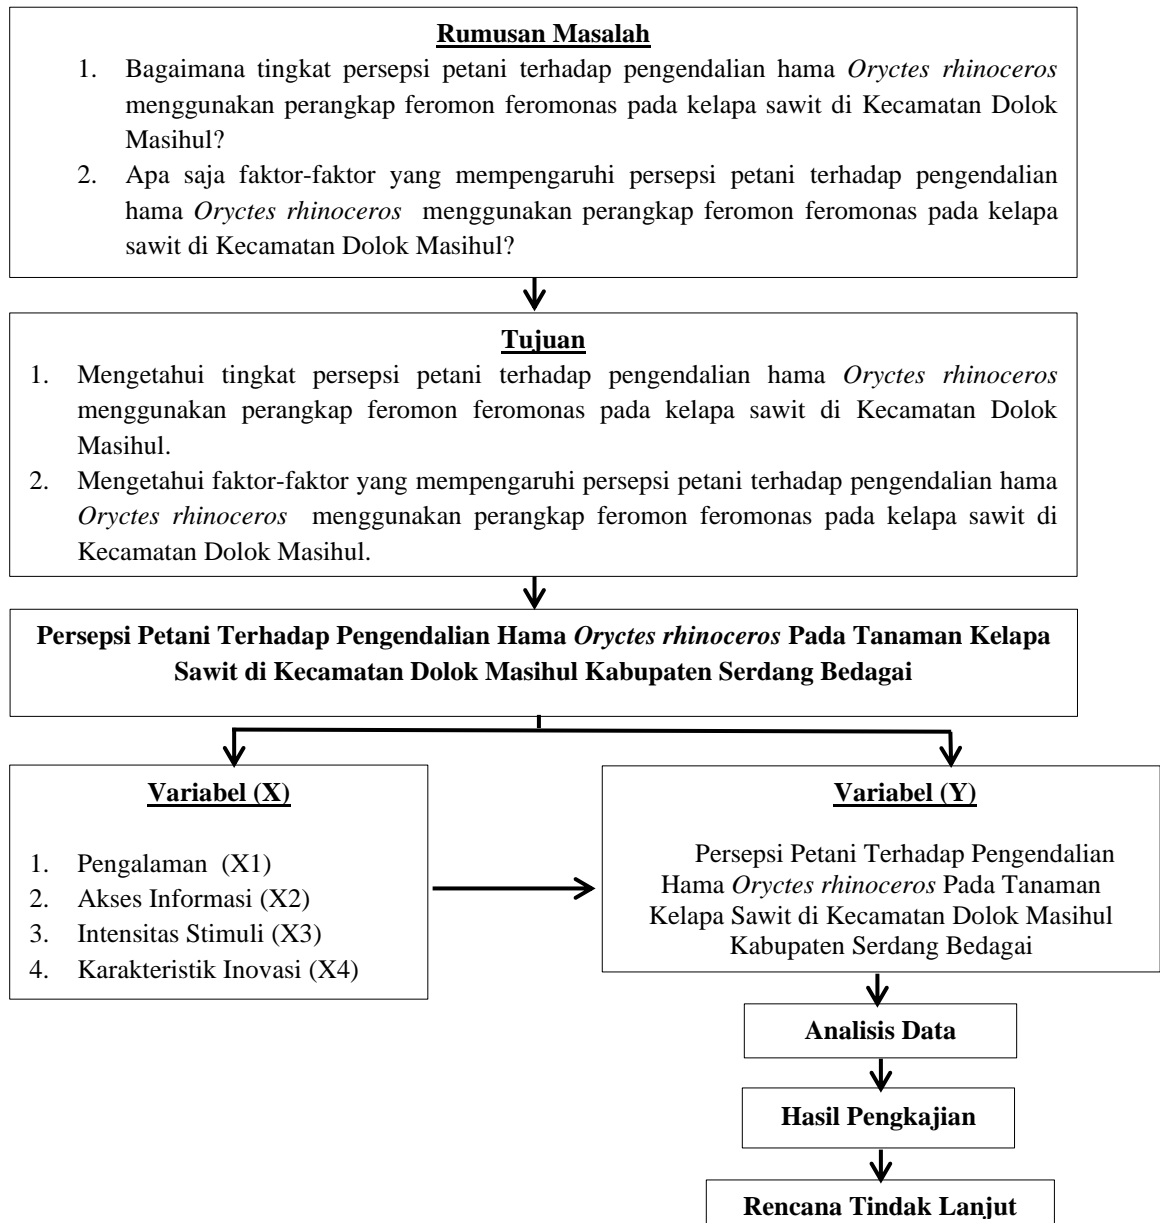 Rumusan Masalah
1. Bagaimana tingkat persepsi petani terhadap pengendalian hama Oryctes rhinoceros
menggunakan perangkap feromon feromonas pada kelapa sawit di Kecamatan Dolok
Masihul?
2. Apa saja faktor-faktor yang mempengaruhi persepsi petani terhadap pengendalian
hama Oryctes rhinoceros menggunakan perangkap feromon feromonas pada kelapa
sawit di Kecamatan Dolok Masihul?
Tujuan
1. Mengetahui tingkat persepsi petani terhadap pengendalian hama Oryctes rhinoceros
menggunakan perangkap feromon feromonas pada kelapa sawit di Kecamatan Dolok
Masihul.
2. Mengetahui faktor-faktor yang mempengaruhi persepsi petani terhadap pengendalian hama
Oryctes rhinoceros menggunakan perangkap feromon feromonas pada kelapa sawit di
Kecamatan Dolok Masihul.
Persepsi Petani Terhadap Pengendalian Hama Oryctes rhinoceros Pada Tanaman Kelapa
Sawit di Kecamatan Dolok Masihul Kabupaten Serdang Bedagai
Variabel (X)
1. Pengalaman (X1)
2. Akses Informasi (X2)
3. Intensitas Stimuli (X3)
4. Karakteristik Inovasi (X4)
Variabel (Y)
Persepsi Petani Terhadap Pengendalian
Hama Oryctes rhinoceros Pada Tanaman
Kelapa Sawit di Kecamatan Dolok Masihul
Kabupaten Serdang Bedagai
Analisis Data
Hasil Pengkajian
Rencana Tindak Lanjut